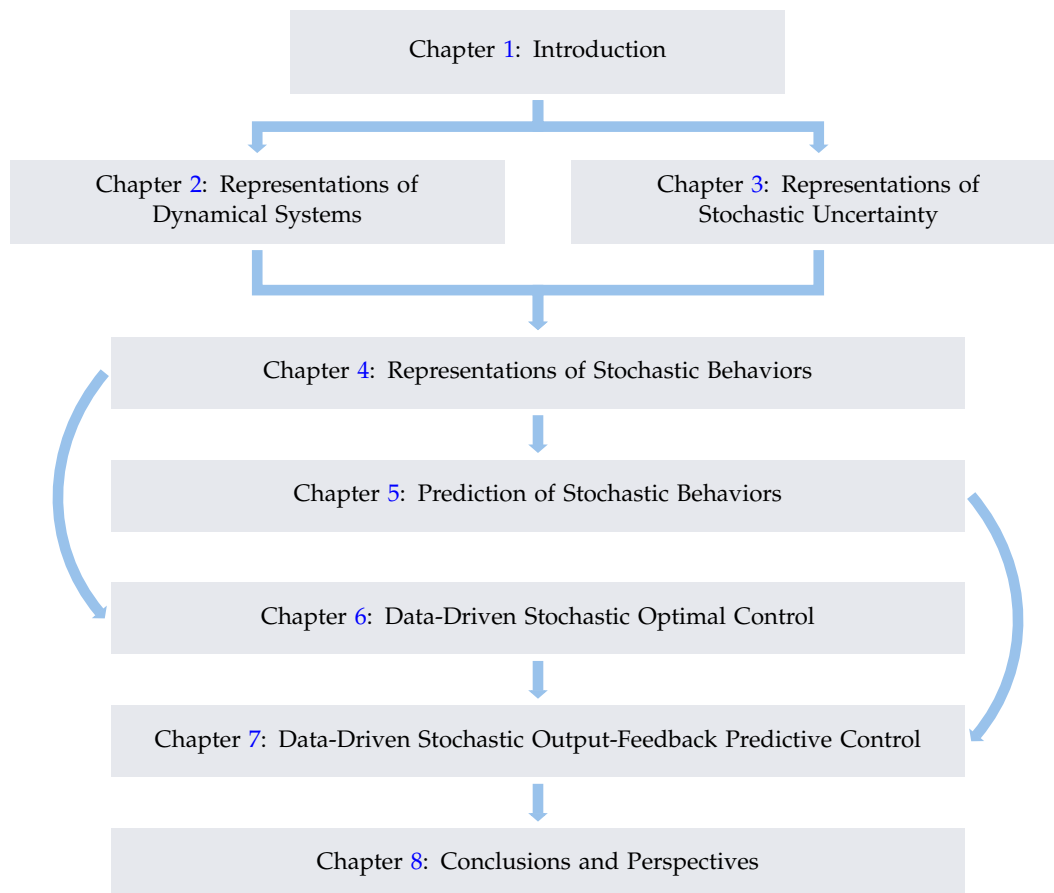 Chapter 1: Introduction
Chapter 2: Representations of
Dynamical Systems
Chapter 3: Representations of
Stochastic Uncertainty
Chapter 4: Representations of Stochastic Behaviors
Chapter 5: Prediction of Stochastic Behaviors
Chapter 6: Data-Driven Stochastic Optimal Control
Chapter 7: Data-Driven Stochastic Output-Feedback Predictive Control
Chapter 8: Conclusions and Perspectives